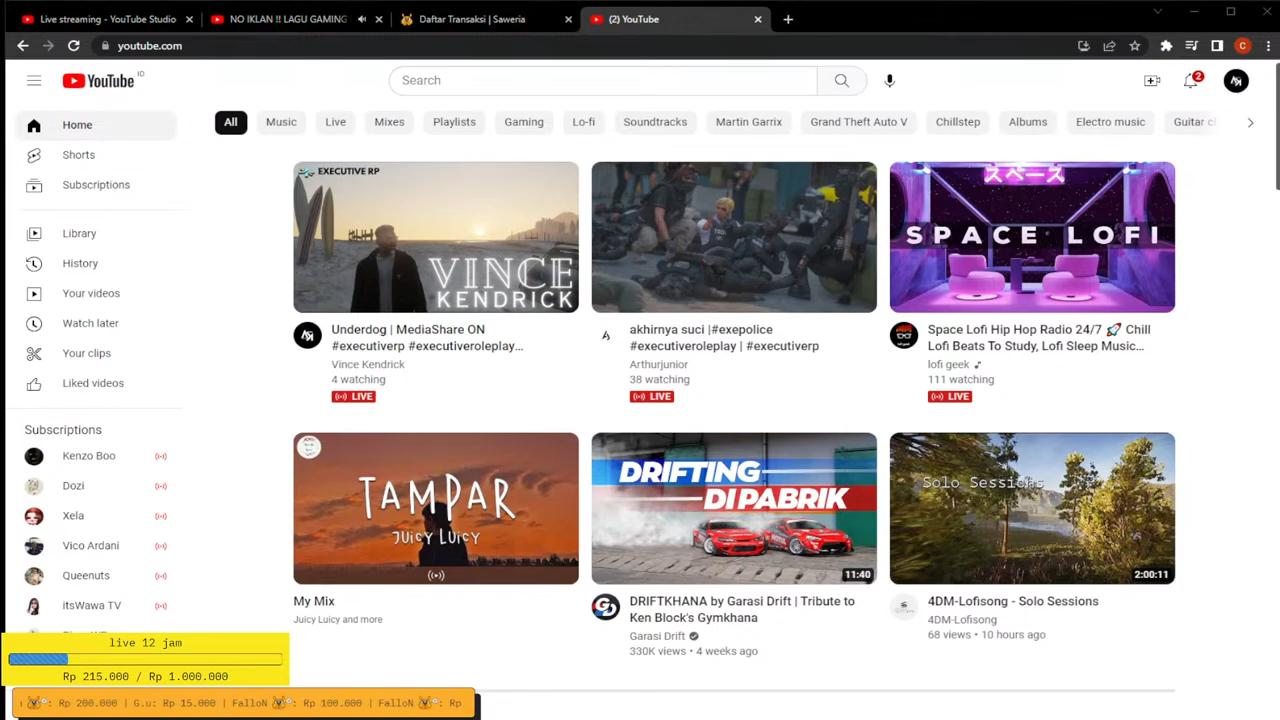 Live streaming - YouTube Studio
NO IKLAN !! LAGU GAMING
Daftar Transaksi | Saweria
(2) YouTube
youtube.com
C
YouTube ID
Search
2
Home
Shorts
Subscriptions
Library
History
Your videos
Watch later
Your clips
Liked videos
Subscriptions
Kenzo Boo
Dozi
Xela
Vico Ardani
Queenuts
itsWawa TV
All
Music
Live
Mixes
Playlists
Gaming
Lo-fi
Soundtracks
Martin Garrix
Grand Theft Auto V
Chillstep
Albums
Electro music
Guitar c
EXECUTIVE RP
VINCE
KENDRICK
Underdog | MediaShare ON
#executiverp #executiveroleplay...
Vince Kendrick
4 watching
LIVE
akhirnya suci |#exepolice
#executiveroleplay | #executiverp
Arthurjunior
38 watching
LIVE
スペース
SPACE LOFI
Space Lofi Hip Hop Radio 24/7 🚀 Chill
Lofi Beats To Study, Lofi Sleep Music...
lofi geek
111 watching
LIVE
TAMPAR
JUICY LUICY
My Mix
Juicy Luicy and more
DRIFTING
DI PABRIK
11:40
DRIFTKHANA by Garasi Drift | Tribute to
Ken Block's Gymkhana
Garasi Drift
330K views • 4 weeks ago
Solo Sessions
2:00:11
4DM-Lofisong - Solo Sessions
4DM-Lofisong
68 views • 10 hours ago
live 12 jam
Rp 215.000 / Rp 1.000.000
: Rp 200.000 | G.u: Rp 15.000 | FalloN : Rp 100.000 | FalloN : Rp